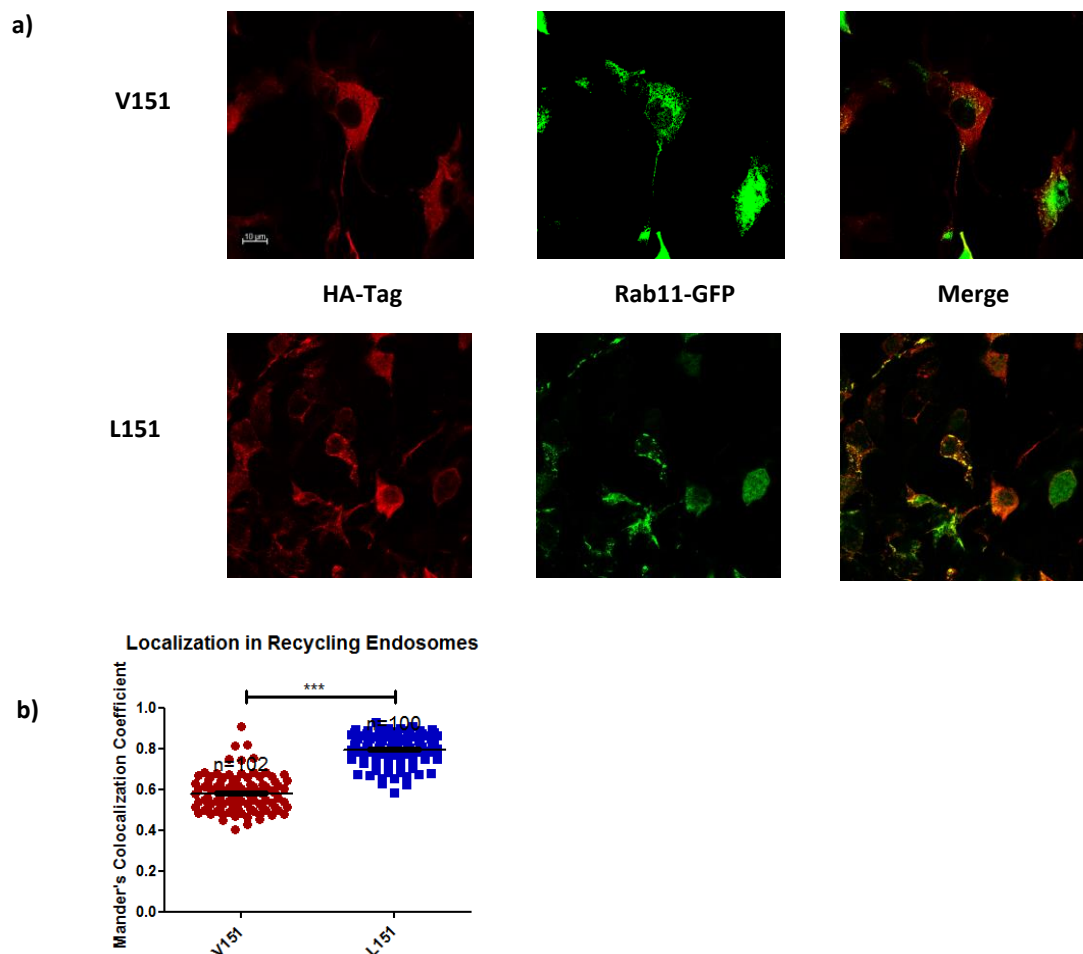 a)
V151
10 µm
HA-Tag Rab11-GFP Merge
L151
Localization in Recycling Endosomes
b)
Mander's Colocalization Coefficient
***
1.0
0.8
0.6
0.4
0.2
0.0
n=102
n=100
V151
L151